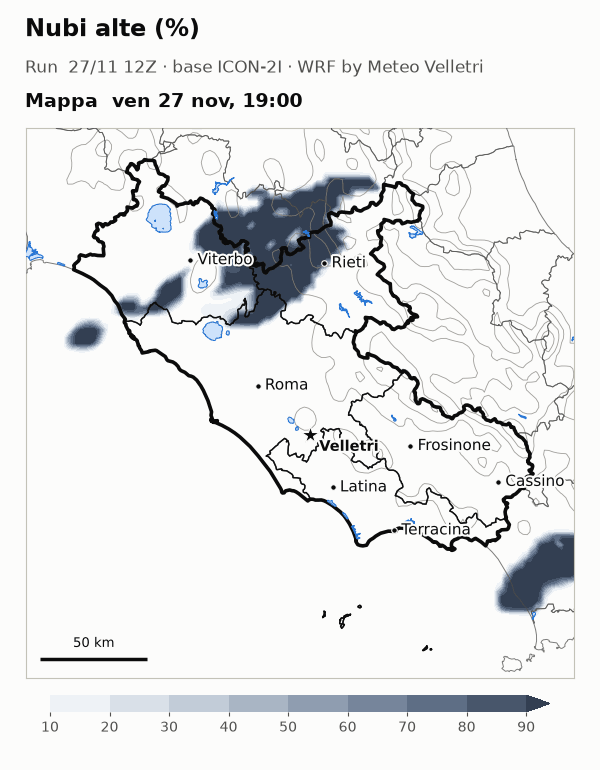 Nubi alte (%)
Run  27/11 12Z · base ICON-2I · WRF by Meteo Velletri
Mappa  ven 27 nov, 19:00
Viterbo
Rieti
Roma
Velletri
Frosinone
Latina
Cassino
Terracina
50 km
10 20 30 40 50 60 70 80 90